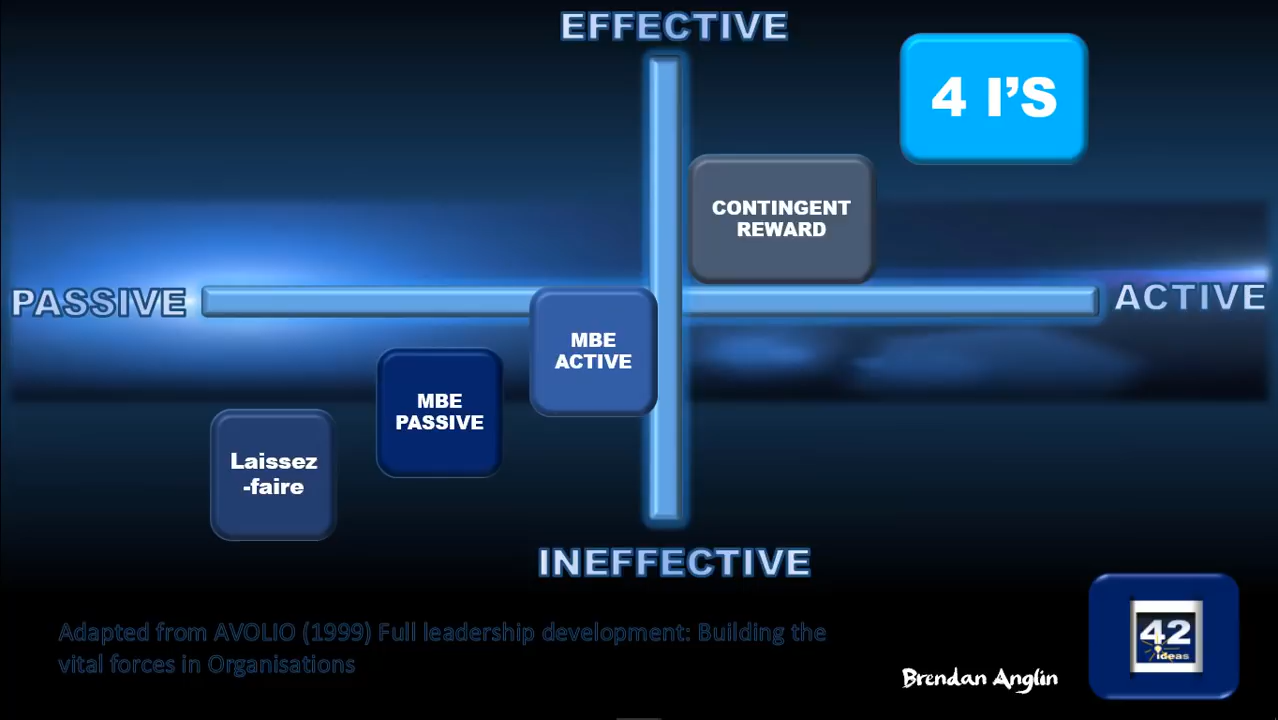 EFFECTIVE
4 I’S
CONTINGENT
REWARD
PASSIVE
ACTIVE
MBE
ACTIVE
MBE
PASSIVE
Laissez
-faire
INEFFECTIVE
Adapted from AVOLIO (1999) Full leadership development: Building the
vital forces in Organisations
Brendan Anglin
42
ideas